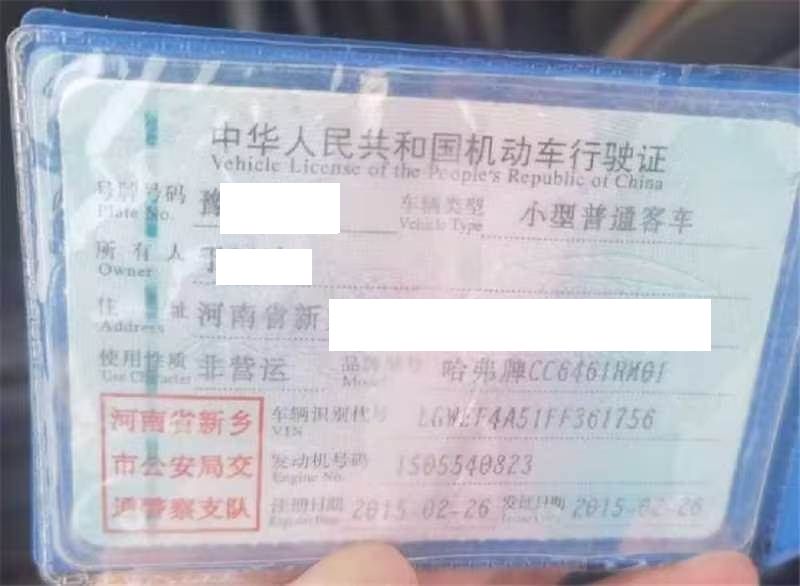 中华人民共和国机动车行驶证
Vehicle License of the People's Republic of China
号牌号码 豫 车辆类型 小型普通客车
Plate No. Vehicle Type
所有人
Owner
住址 河南省新
Address
使用性质 非营运 品牌型号 哈弗牌CC6461RM0F
Use Character Model
河南省新乡 车辆识别代号 LGWEF4A51FF361756
VIN
市公安局交 发动机号码 1505540823
Engine No.
通警察支队 注册日期 2015-02-26 发证日期 2015-02-26
Register Date Issue Date